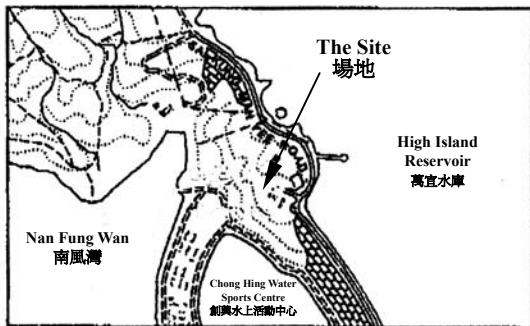 The Site
場地
High Island
Reservoir
萬宜水庫
Nan Fung Wan
南風灣
Chong Hing Water
Sports Centre
創興水上活動中心